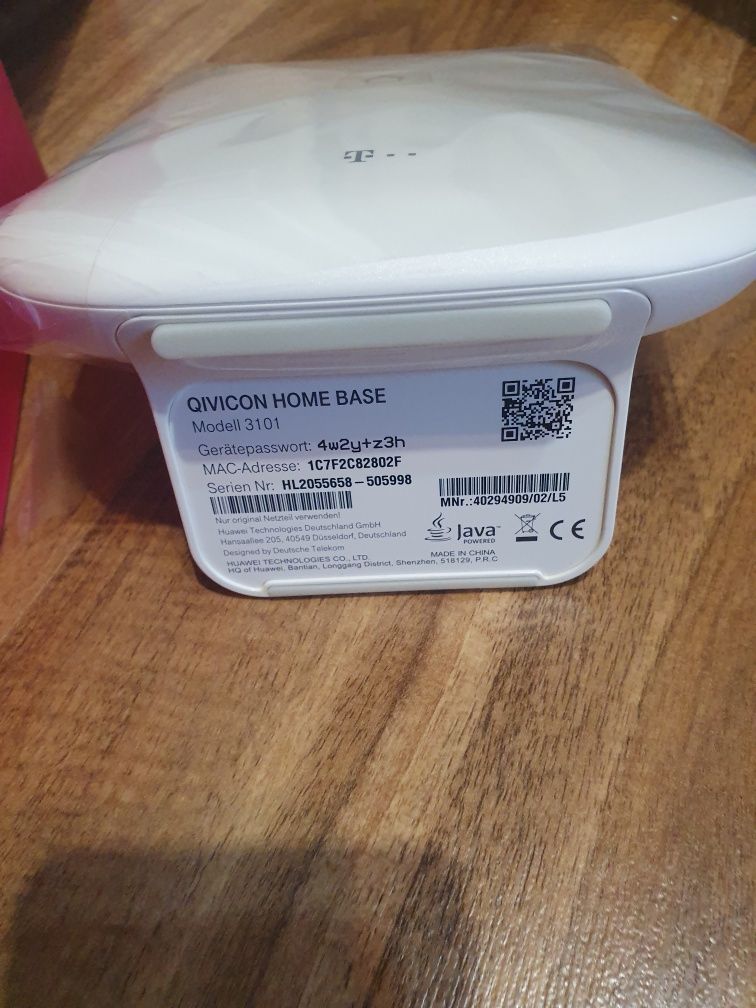 T
QIVICON HOME BASE
Modell 3101
Gerätepasswort: 4w2y+z3h
MAC-Adresse: 1C7F2C82802F
Serien Nr: HL2055658-505998
MNr.:40294909/02/L5
Nur original Netzteil verwenden!
Huawei Technologies Deutschland GmbH
Hansaallee 205, 40549 Düsseldorf, Deutschland
Designed by Deutsche Telekom
Java
POWERED
CE
HUAWEI TECHNOLOGIES CO., LTD.
MADE IN CHINA
HQ of Huawei, Bantian, Longgang District, Shenzhen, 518129, P.R.C